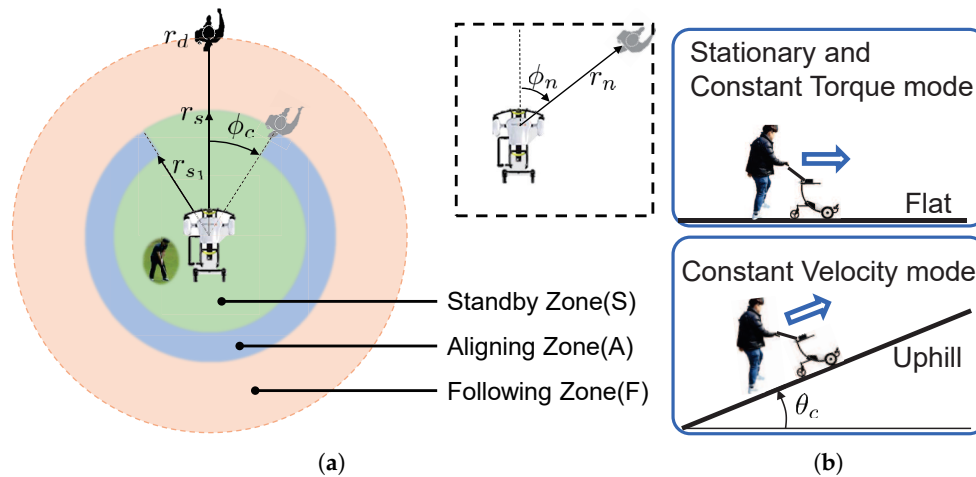 r_d
r_s
ϕ_c
r_{s1}
ϕ_n
r_n
Standby Zone(S)
Aligning Zone(A)
Following Zone(F)
(a)
Stationary and
Constant Torque mode
Flat
Constant Velocity mode
Uphill
θ_c
(b)